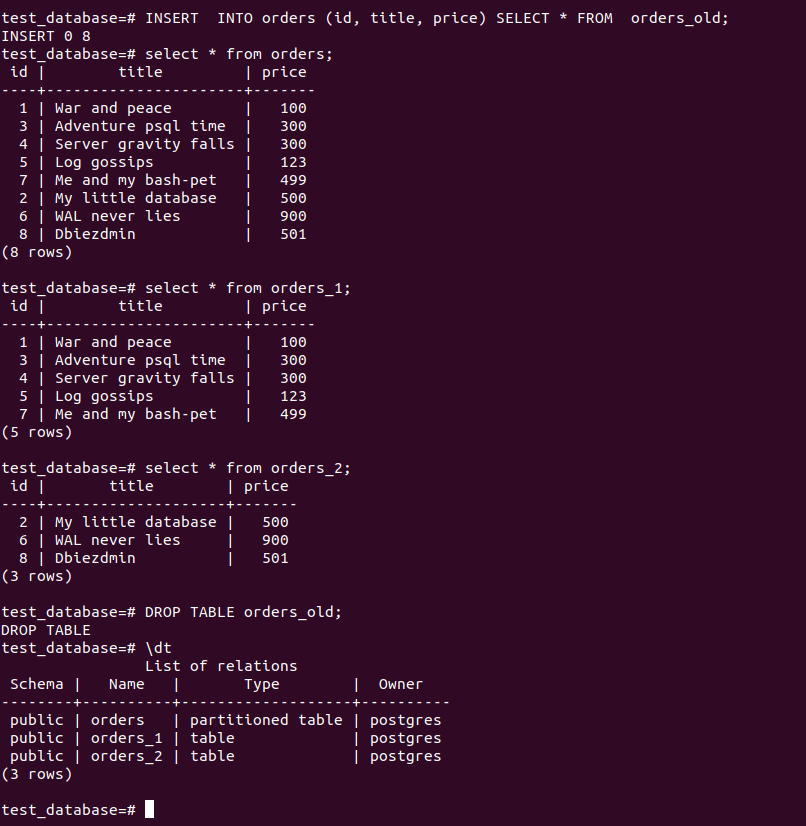 test_database=# INSERT  INTO orders (id, title, price) SELECT * FROM  orders_old;
INSERT 0 8
test_database=# select * from orders;
 id |        title         | price
----+----------------------+-------
  1 | War and peace        |   100
  3 | Adventure psql time  |   300
  4 | Server gravity falls |   300
  5 | Log gossips          |   123
  7 | Me and my bash-pet   |   499
  2 | My little database   |   500
  6 | WAL never lies       |   900
  8 | Dbiezdmin            |   501
(8 rows)

test_database=# select * from orders_1;
 id |        title         | price
----+----------------------+-------
  1 | War and peace        |   100
  3 | Adventure psql time  |   300
  4 | Server gravity falls |   300
  5 | Log gossips          |   123
  7 | Me and my bash-pet   |   499
(5 rows)

test_database=# select * from orders_2;
 id |       title        | price
----+--------------------+-------
  2 | My little database |   500
  6 | WAL never lies     |   900
  8 | Dbiezdmin          |   501
(3 rows)

test_database=# DROP TABLE orders_old;
DROP TABLE
test_database=# \dt
                List of relations
 Schema |   Name   |       Type        |  Owner
--------+----------+-------------------+----------
 public | orders   | partitioned table | postgres
 public | orders_1 | table             | postgres
 public | orders_2 | table             | postgres
(3 rows)

test_database=#